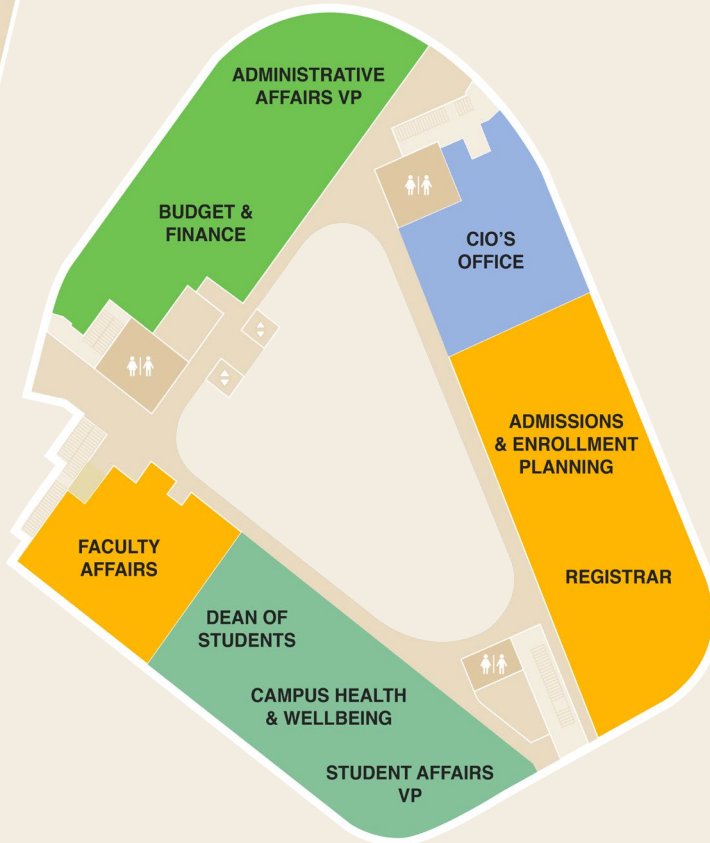 ADMINISTRATIVE
AFFAIRS VP
BUDGET &
FINANCE
CIO'S
OFFICE
ADMISSIONS
& ENROLLMENT
PLANNING
REGISTRAR
FACULTY
AFFAIRS
DEAN OF
STUDENTS
CAMPUS HEALTH
& WELLBEING
STUDENT AFFAIRS
VP